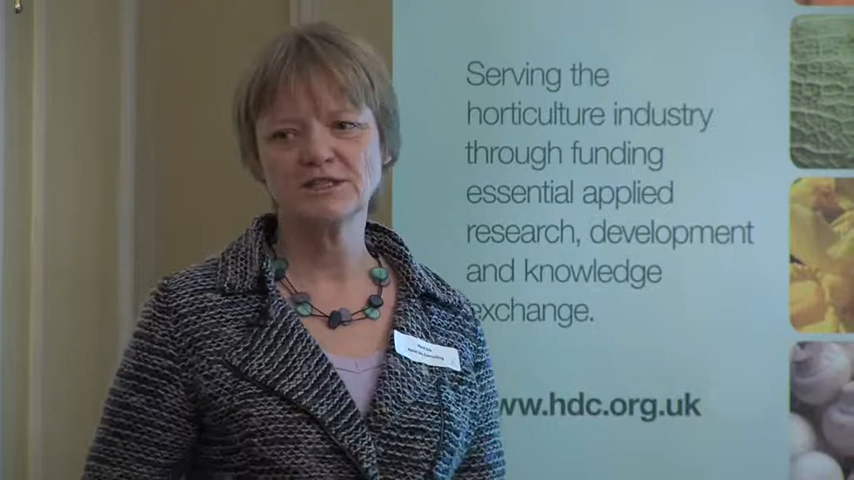 Serving the
horticulture industry
through funding
essential applied
research, development
and knowledge
exchange.
www.hdc.org.uk